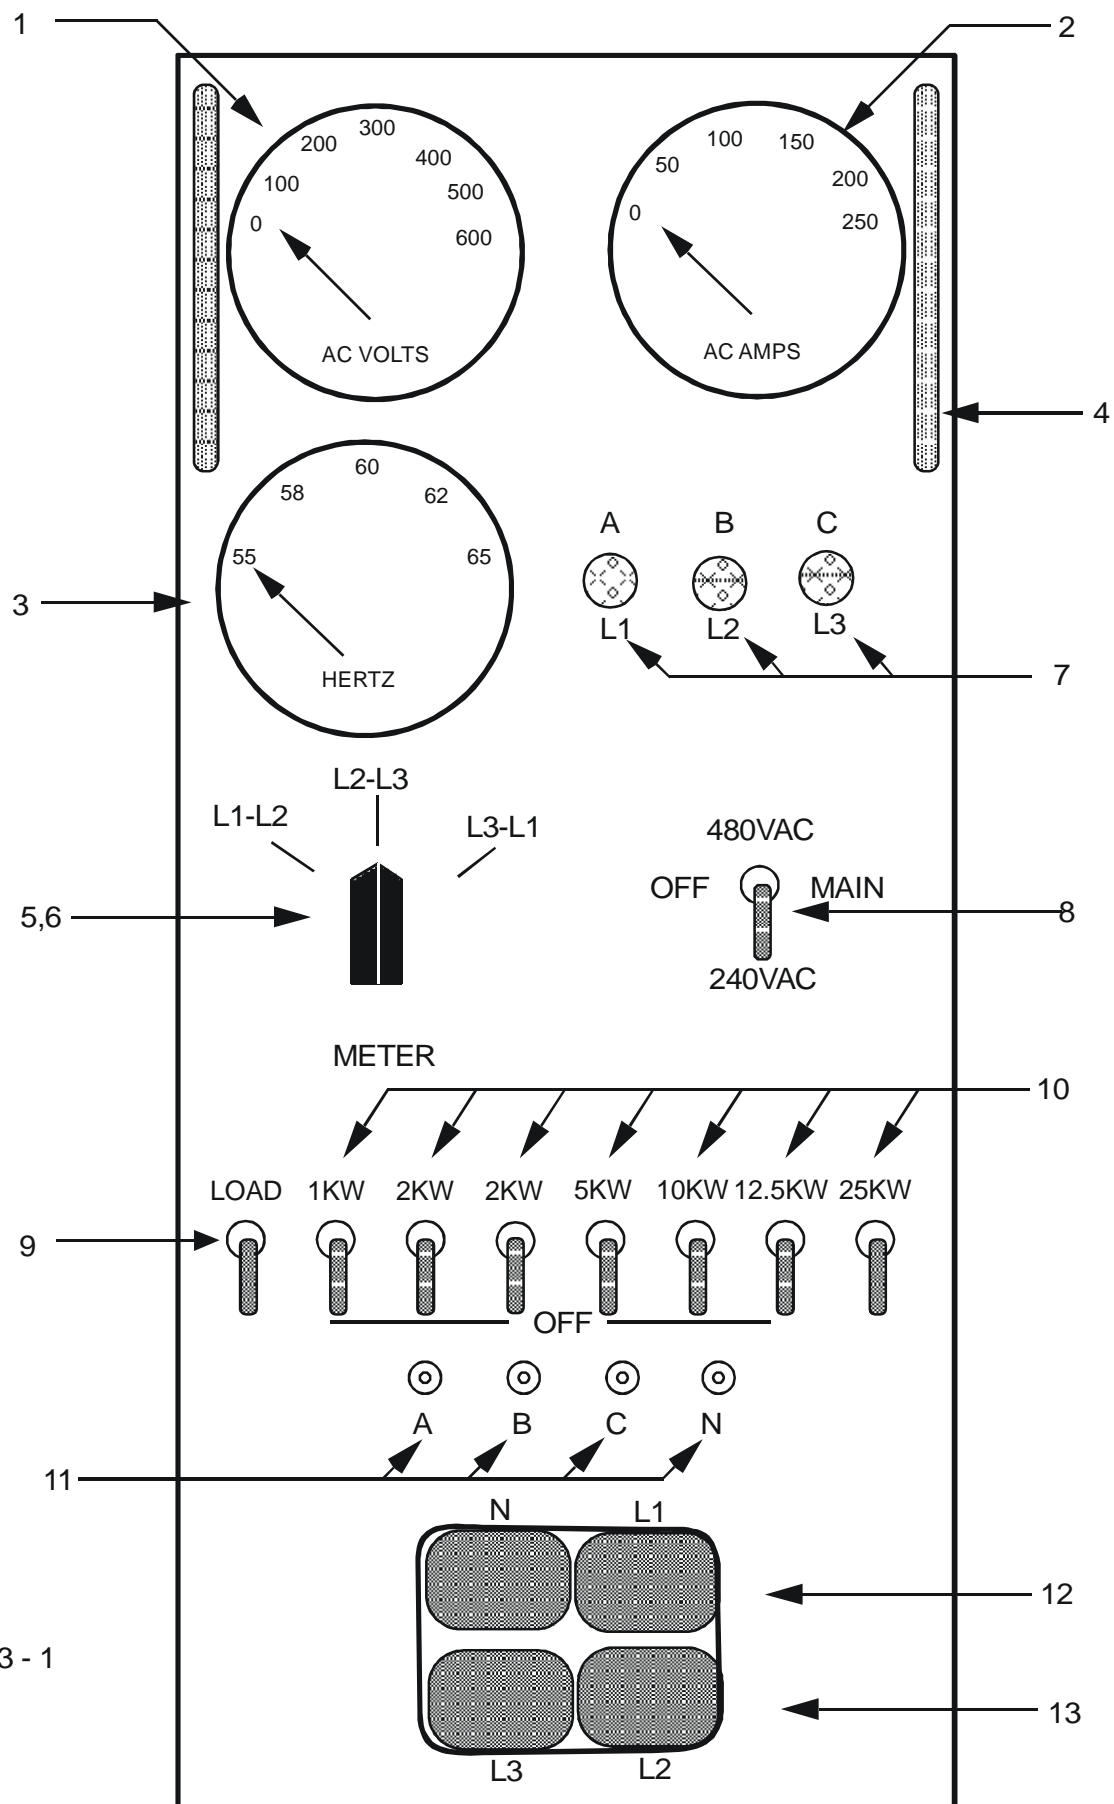 1
2
300
200
400
100
500
0
600
AC VOLTS
100
150
50
200
0
250
AC AMPS
4
60
58
62
55
65
HERTZ
3
A B C
L1 L2 L3
7
L2-L3
L1-L2
L3-L1
5,6
480VAC
OFF MAIN
8
240VAC
METER
10
LOAD 1KW 2KW 2KW 5KW 10KW 12.5KW 25KW
9
OFF
A B C N
11
N L1
12
3 - 1
13
L3 L2